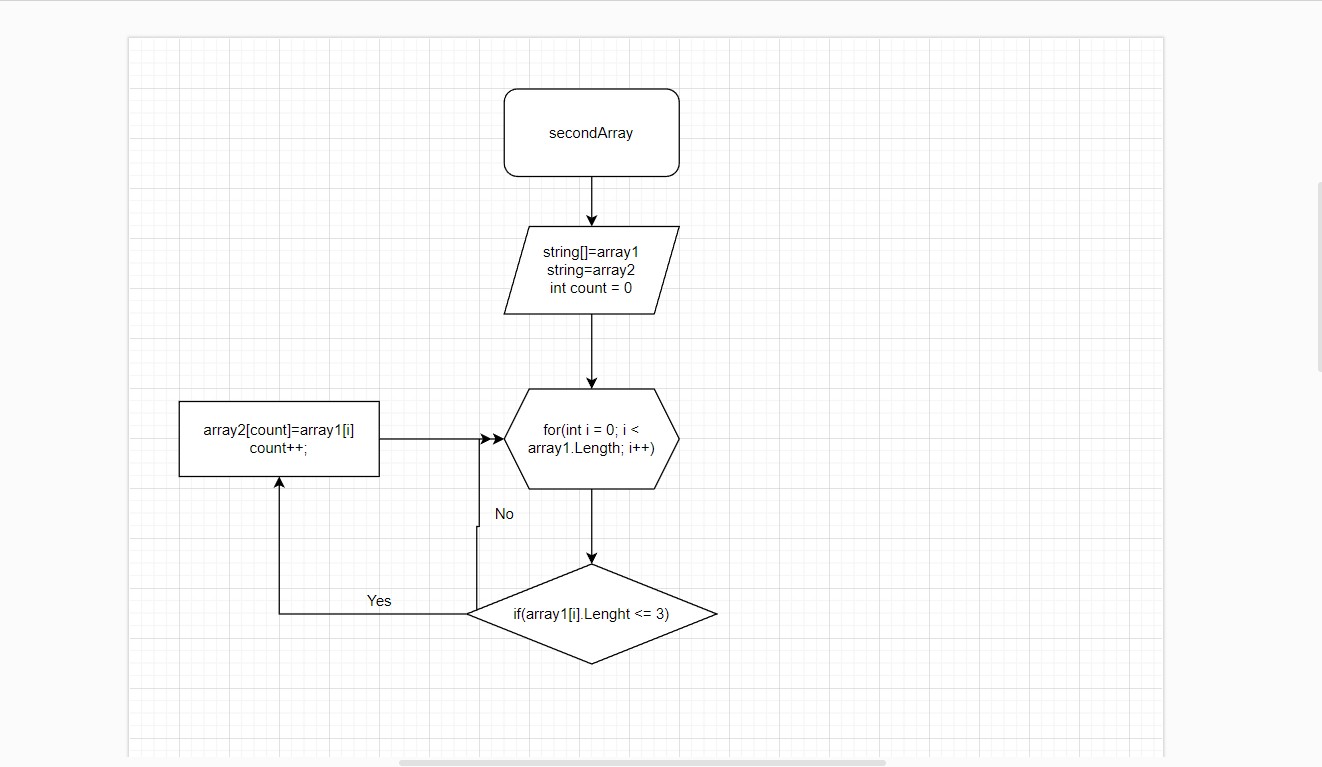 secondArray
string[]=array1
string=array2
int count = 0
for(int i = 0; i <
array1.Length; i++)
array2[count]=array1[i]
count++;
No
Yes
if(array1[i].Lenght <= 3)